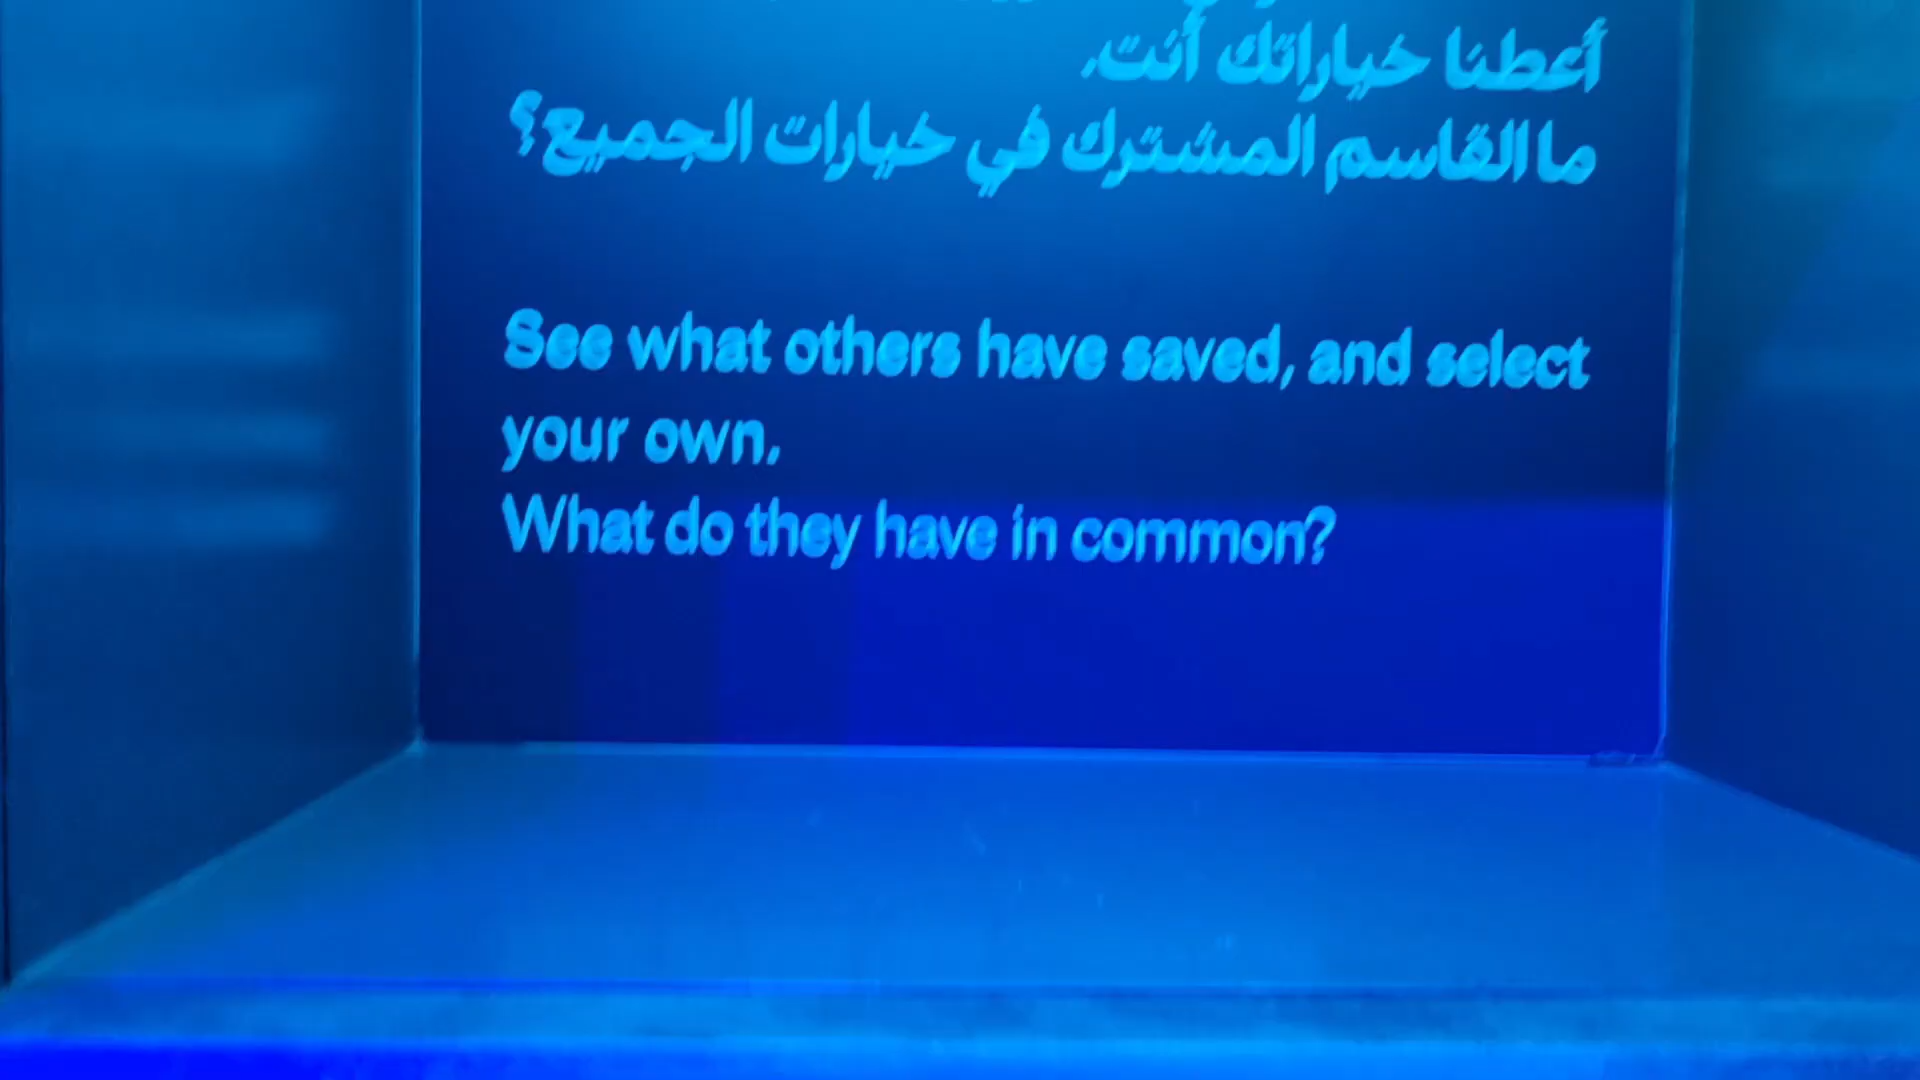 أعطنا خياراتك أنت.
ما القاسم المشترك في خيارات الجميع؟
See what others have saved, and select
your own.
What do they have in common?